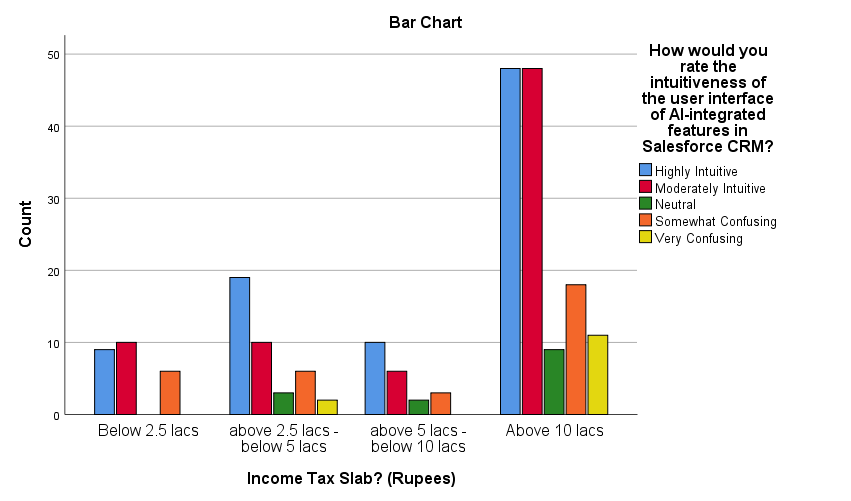 Bar Chart
50
40
30
20
10
0
Count
Below 2.5 lacs
above 2.5 lacs -
below 5 lacs
above 5 lacs -
below 10 lacs
Above 10 lacs
Income Tax Slab? (Rupees)
How would you
rate the
intuitiveness of
the user interface
of AI-integrated
features in
Salesforce CRM?
Highly Intuitive
Moderately Intuitive
Neutral
Somewhat Confusing
Very Confusing